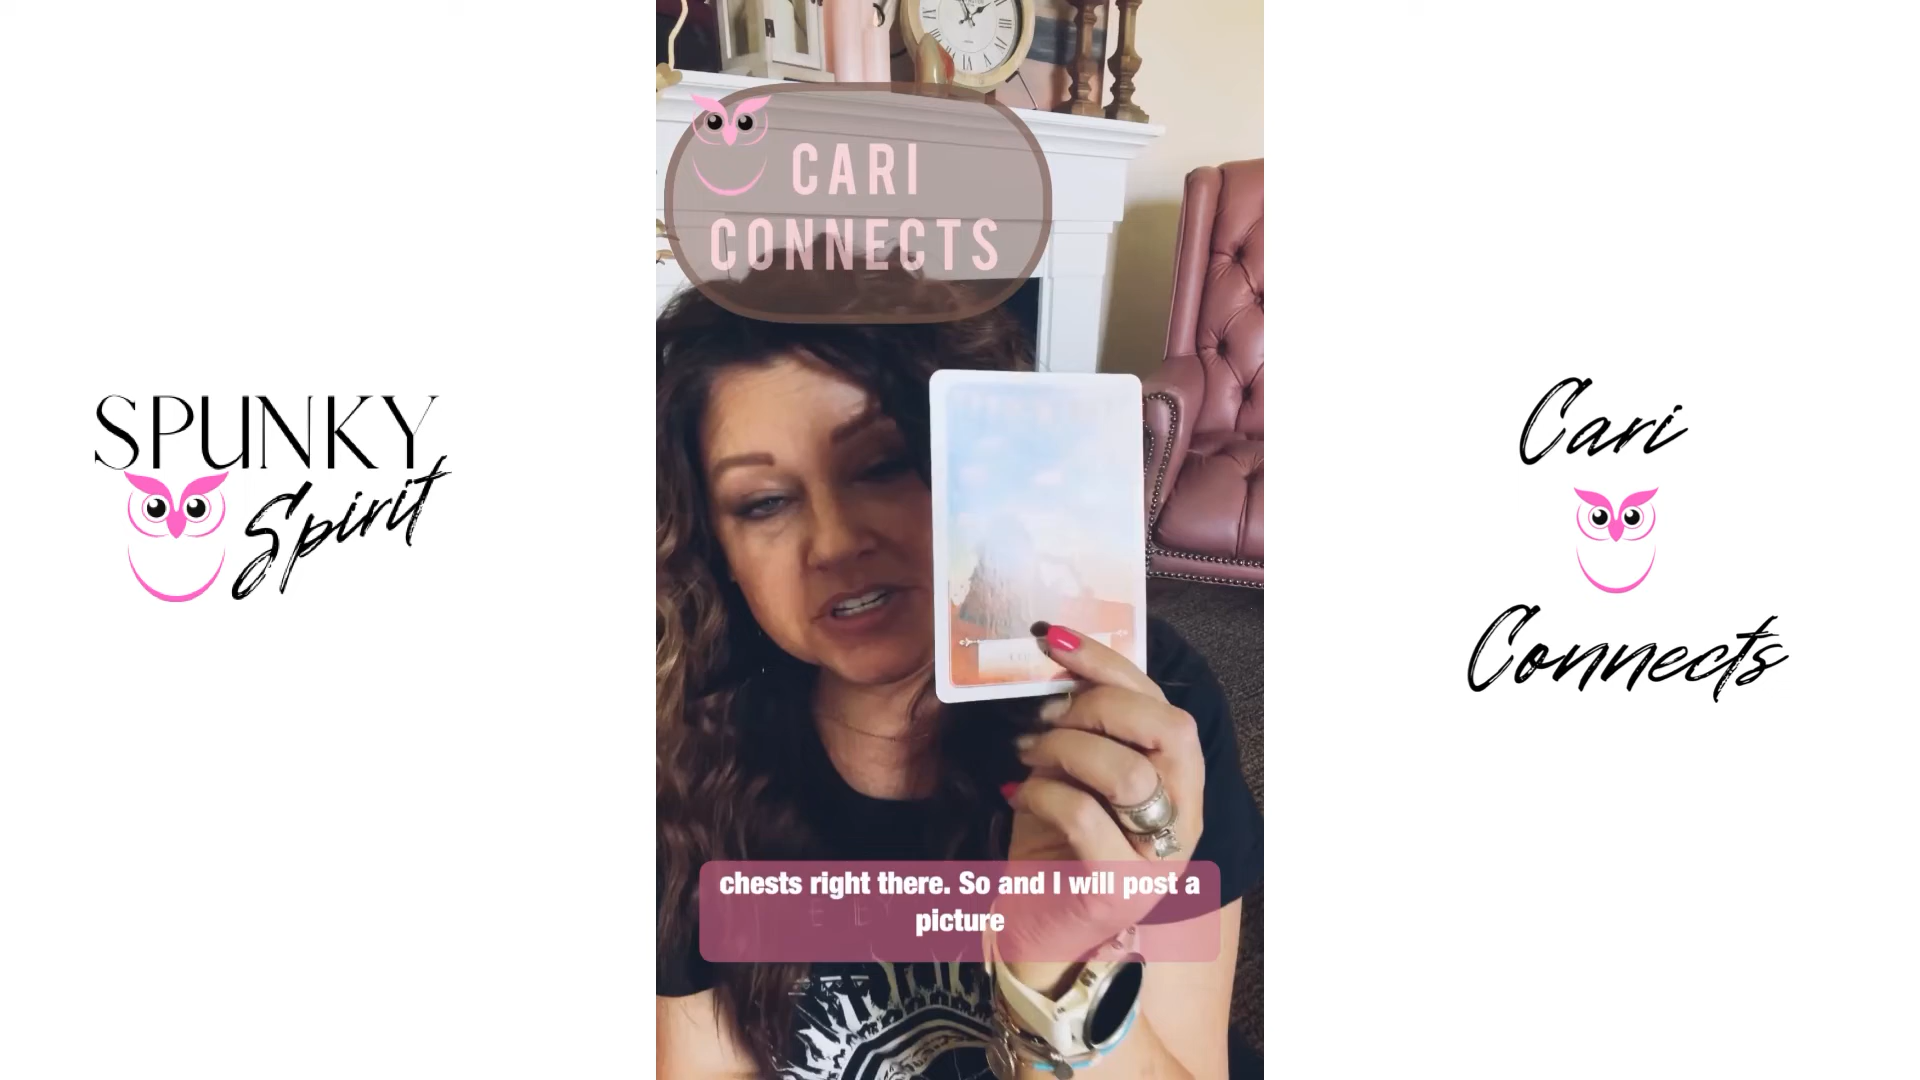 CARI
CONNECTS
SPUNKY
Spirit
Cari
Connects
chests right there. So and I will post a
picture